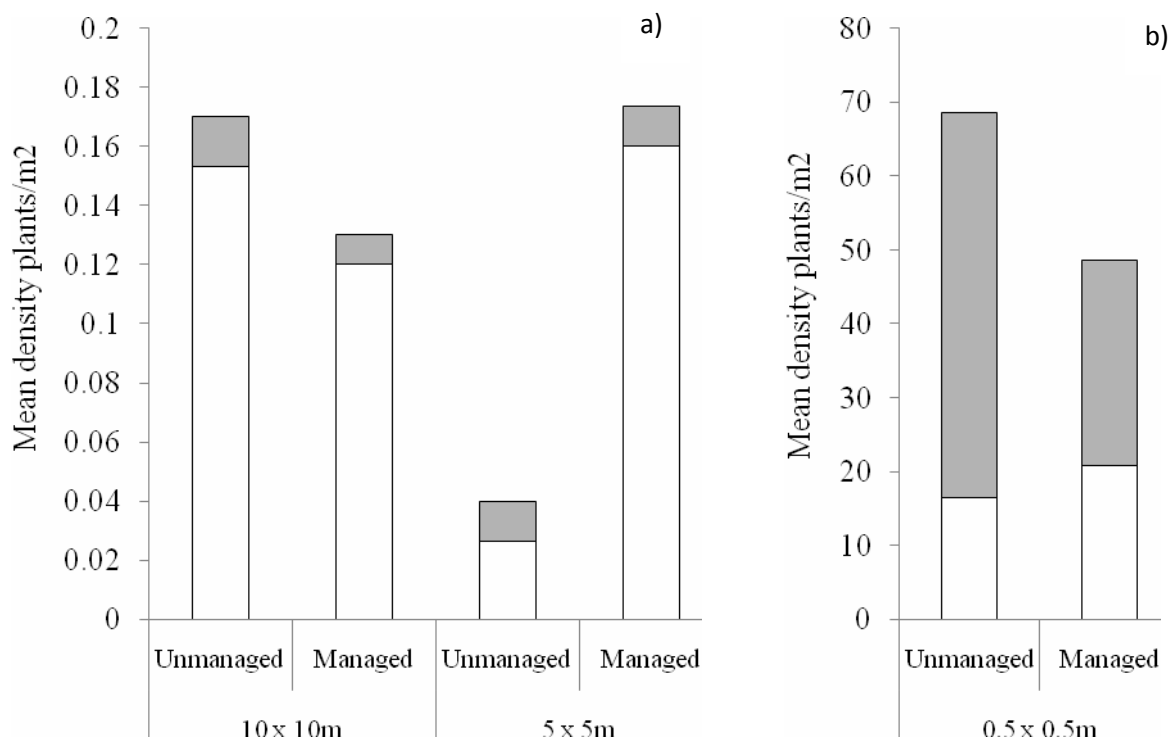 a)
Mean density plants/m2
0.2
0.18
0.16
0.14
0.12
0.1
0.08
0.06
0.04
0.02
0
Unmanaged Managed Unmanaged Managed
10 x 10m 5 x 5m
b)
Mean density plants/m2
80
70
60
50
40
30
20
10
0
Unmanaged Managed
0.5 x 0.5m